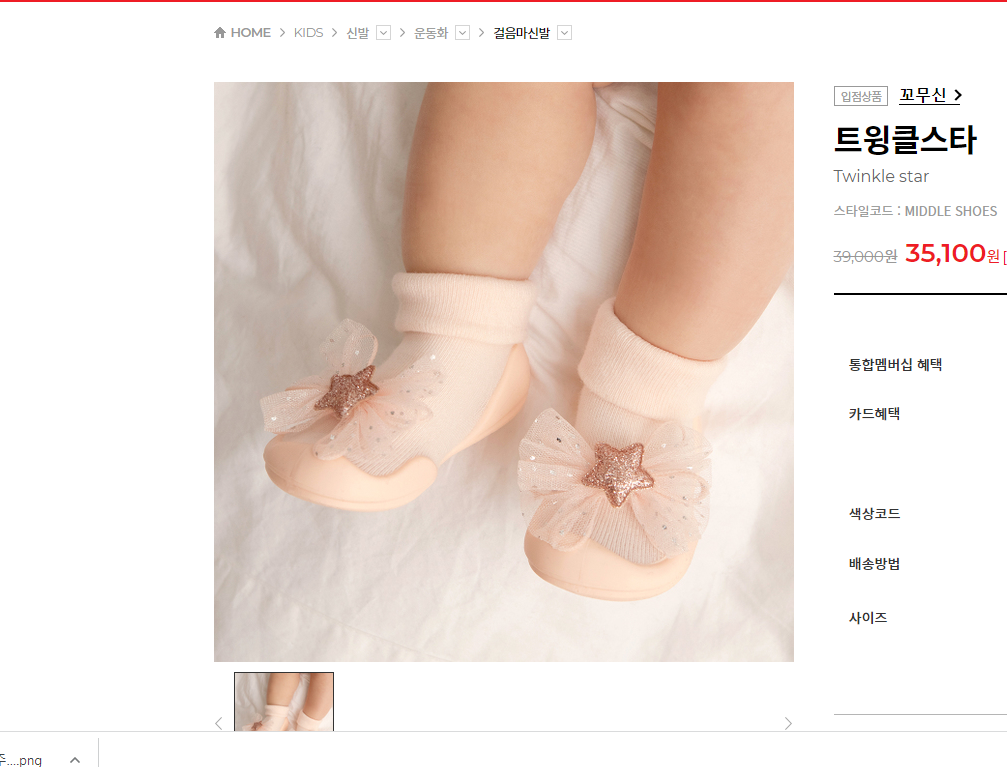 HOME > KIDS > 신발 > 운동화 > 걸음마신발
입점상품 꼬무신 >
트윙클스타
Twinkle star
스타일코드 : MIDDLE SHOES
39,000원 35,100원 [
통합멤버십 혜택
카드혜택
색상코드
배송방법
사이즈
주....png